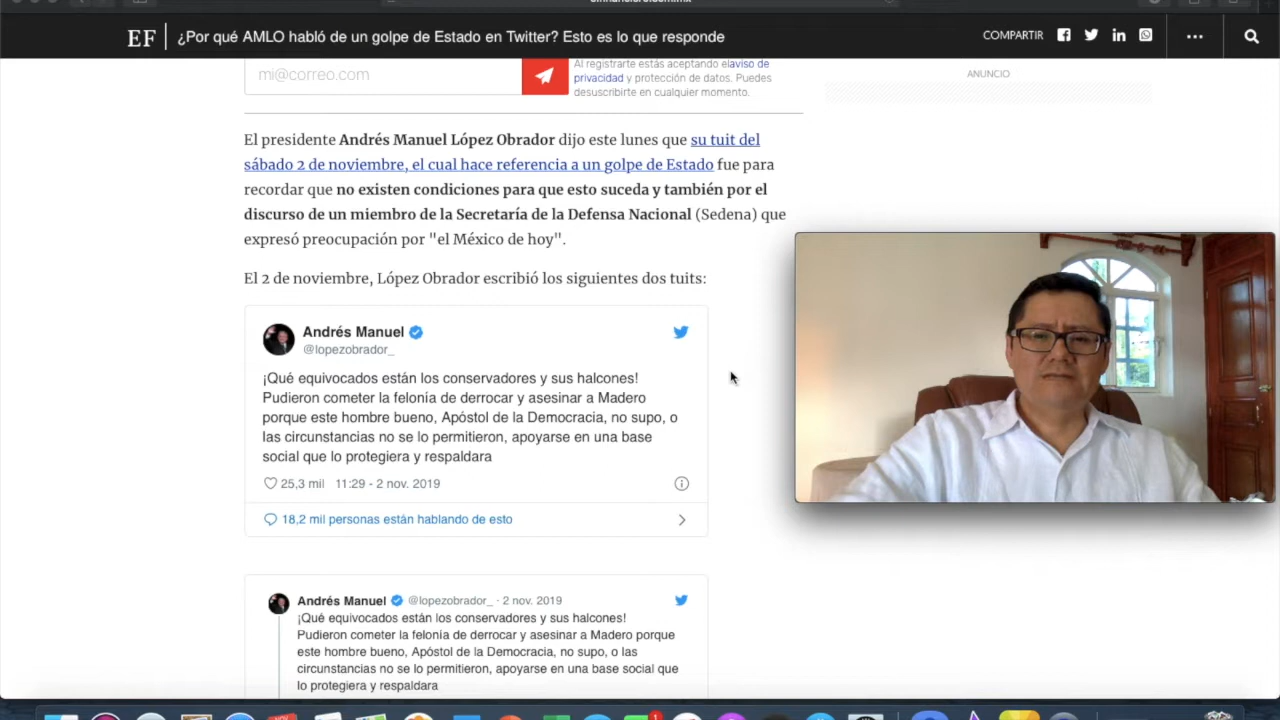 EF ¿Por qué AMLO habló de un golpe de Estado en Twitter? Esto es lo que responde COMPARTIR
mi@correo.com
Al registrarte estás aceptando elaviso de
privacidad y protección de datos. Puedes
desuscribirte en cualquier momento.
ANUNCIO
El presidente Andrés Manuel López Obrador dijo este lunes que su tuit del
sábado 2 de noviembre, el cual hace referencia a un golpe de Estado fue para
recordar que no existen condiciones para que esto suceda y también por el
discurso de un miembro de la Secretaría de la Defensa Nacional (Sedena) que
expresó preocupación por "el México de hoy".
El 2 de noviembre, López Obrador escribió los siguientes dos tuits:
Andrés Manuel
@lopezobrador_
¡Qué equivocados están los conservadores y sus halcones!
Pudieron cometer la felonía de derrocar y asesinar a Madero
porque este hombre bueno, Apóstol de la Democracia, no supo, o
las circunstancias no se lo permitieron, apoyarse en una base
social que lo protegiera y respaldara
25,3 mil 11:29 - 2 nov. 2019
18,2 mil personas están hablando de esto
Andrés Manuel @lopezobrador_ · 2 nov. 2019
¡Qué equivocados están los conservadores y sus halcones!
Pudieron cometer la felonía de derrocar y asesinar a Madero porque
este hombre bueno, Apóstol de la Democracia, no supo, o las
circunstancias no se lo permitieron, apoyarse en una base social que
lo protegiera y respaldara